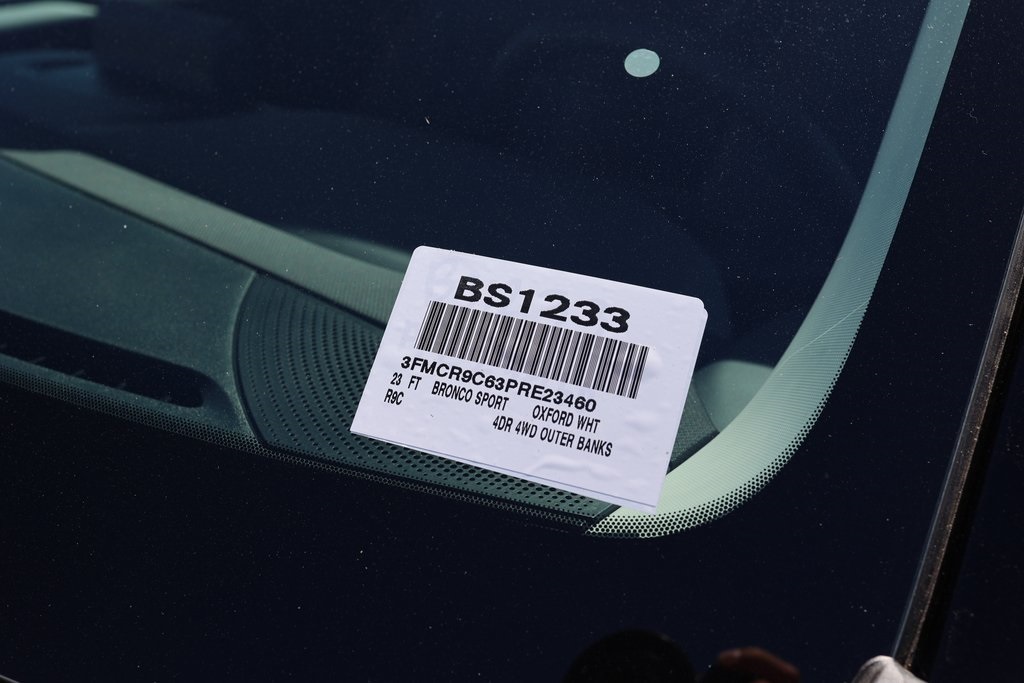 BS1233
3FMCR9C63PRE23460
23 FT BRONCO SPORT OXFORD WHT
R9C 4DR 4WD OUTER BANKS